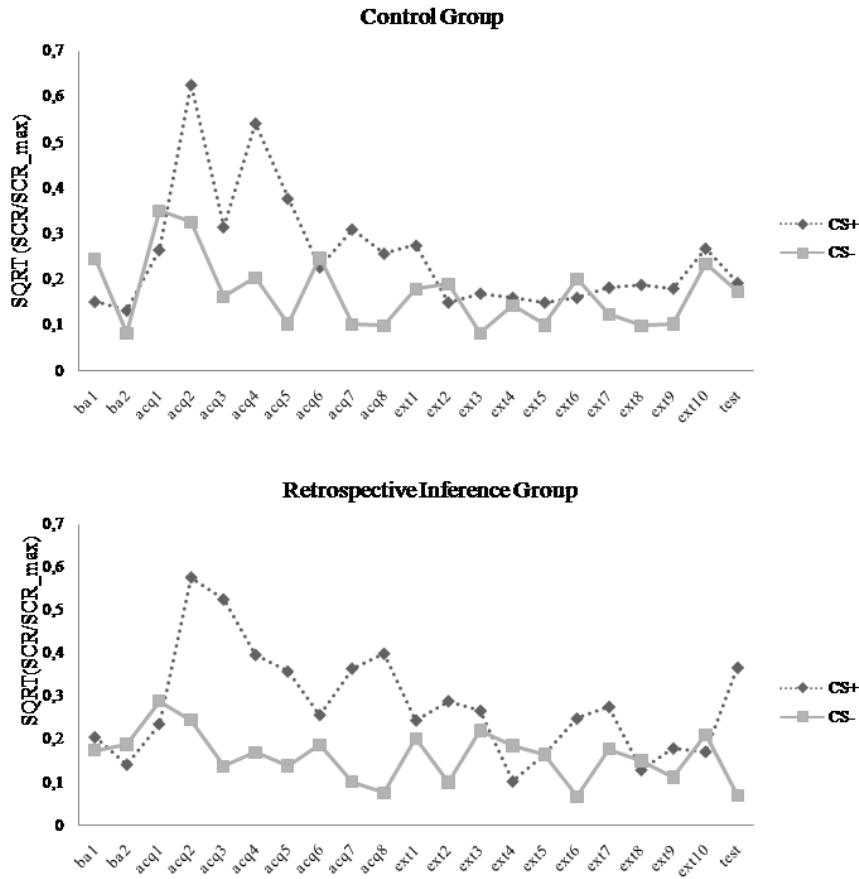 Control Group
SQRT (SCR/SCR_max)
0,7
0,6
0,5
0,4
0,3
0,2
0,1
0
ba1
ba2
acq1
acq2
acq3
acq4
acq5
acq6
acq7
acq8
ext1
ext2
ext3
ext4
ext5
ext6
ext7
ext8
ext9
ext10
test
CS+
CS-
Retrospective Inference Group
SQRT(SCR/SCR_max)
0,7
0,6
0,5
0,4
0,3
0,2
0,1
0
ba1
ba2
acq1
acq2
acq3
acq4
acq5
acq6
acq7
acq8
ext1
ext2
ext3
ext4
ext5
ext6
ext7
ext8
ext9
ext10
test
CS+
CS-